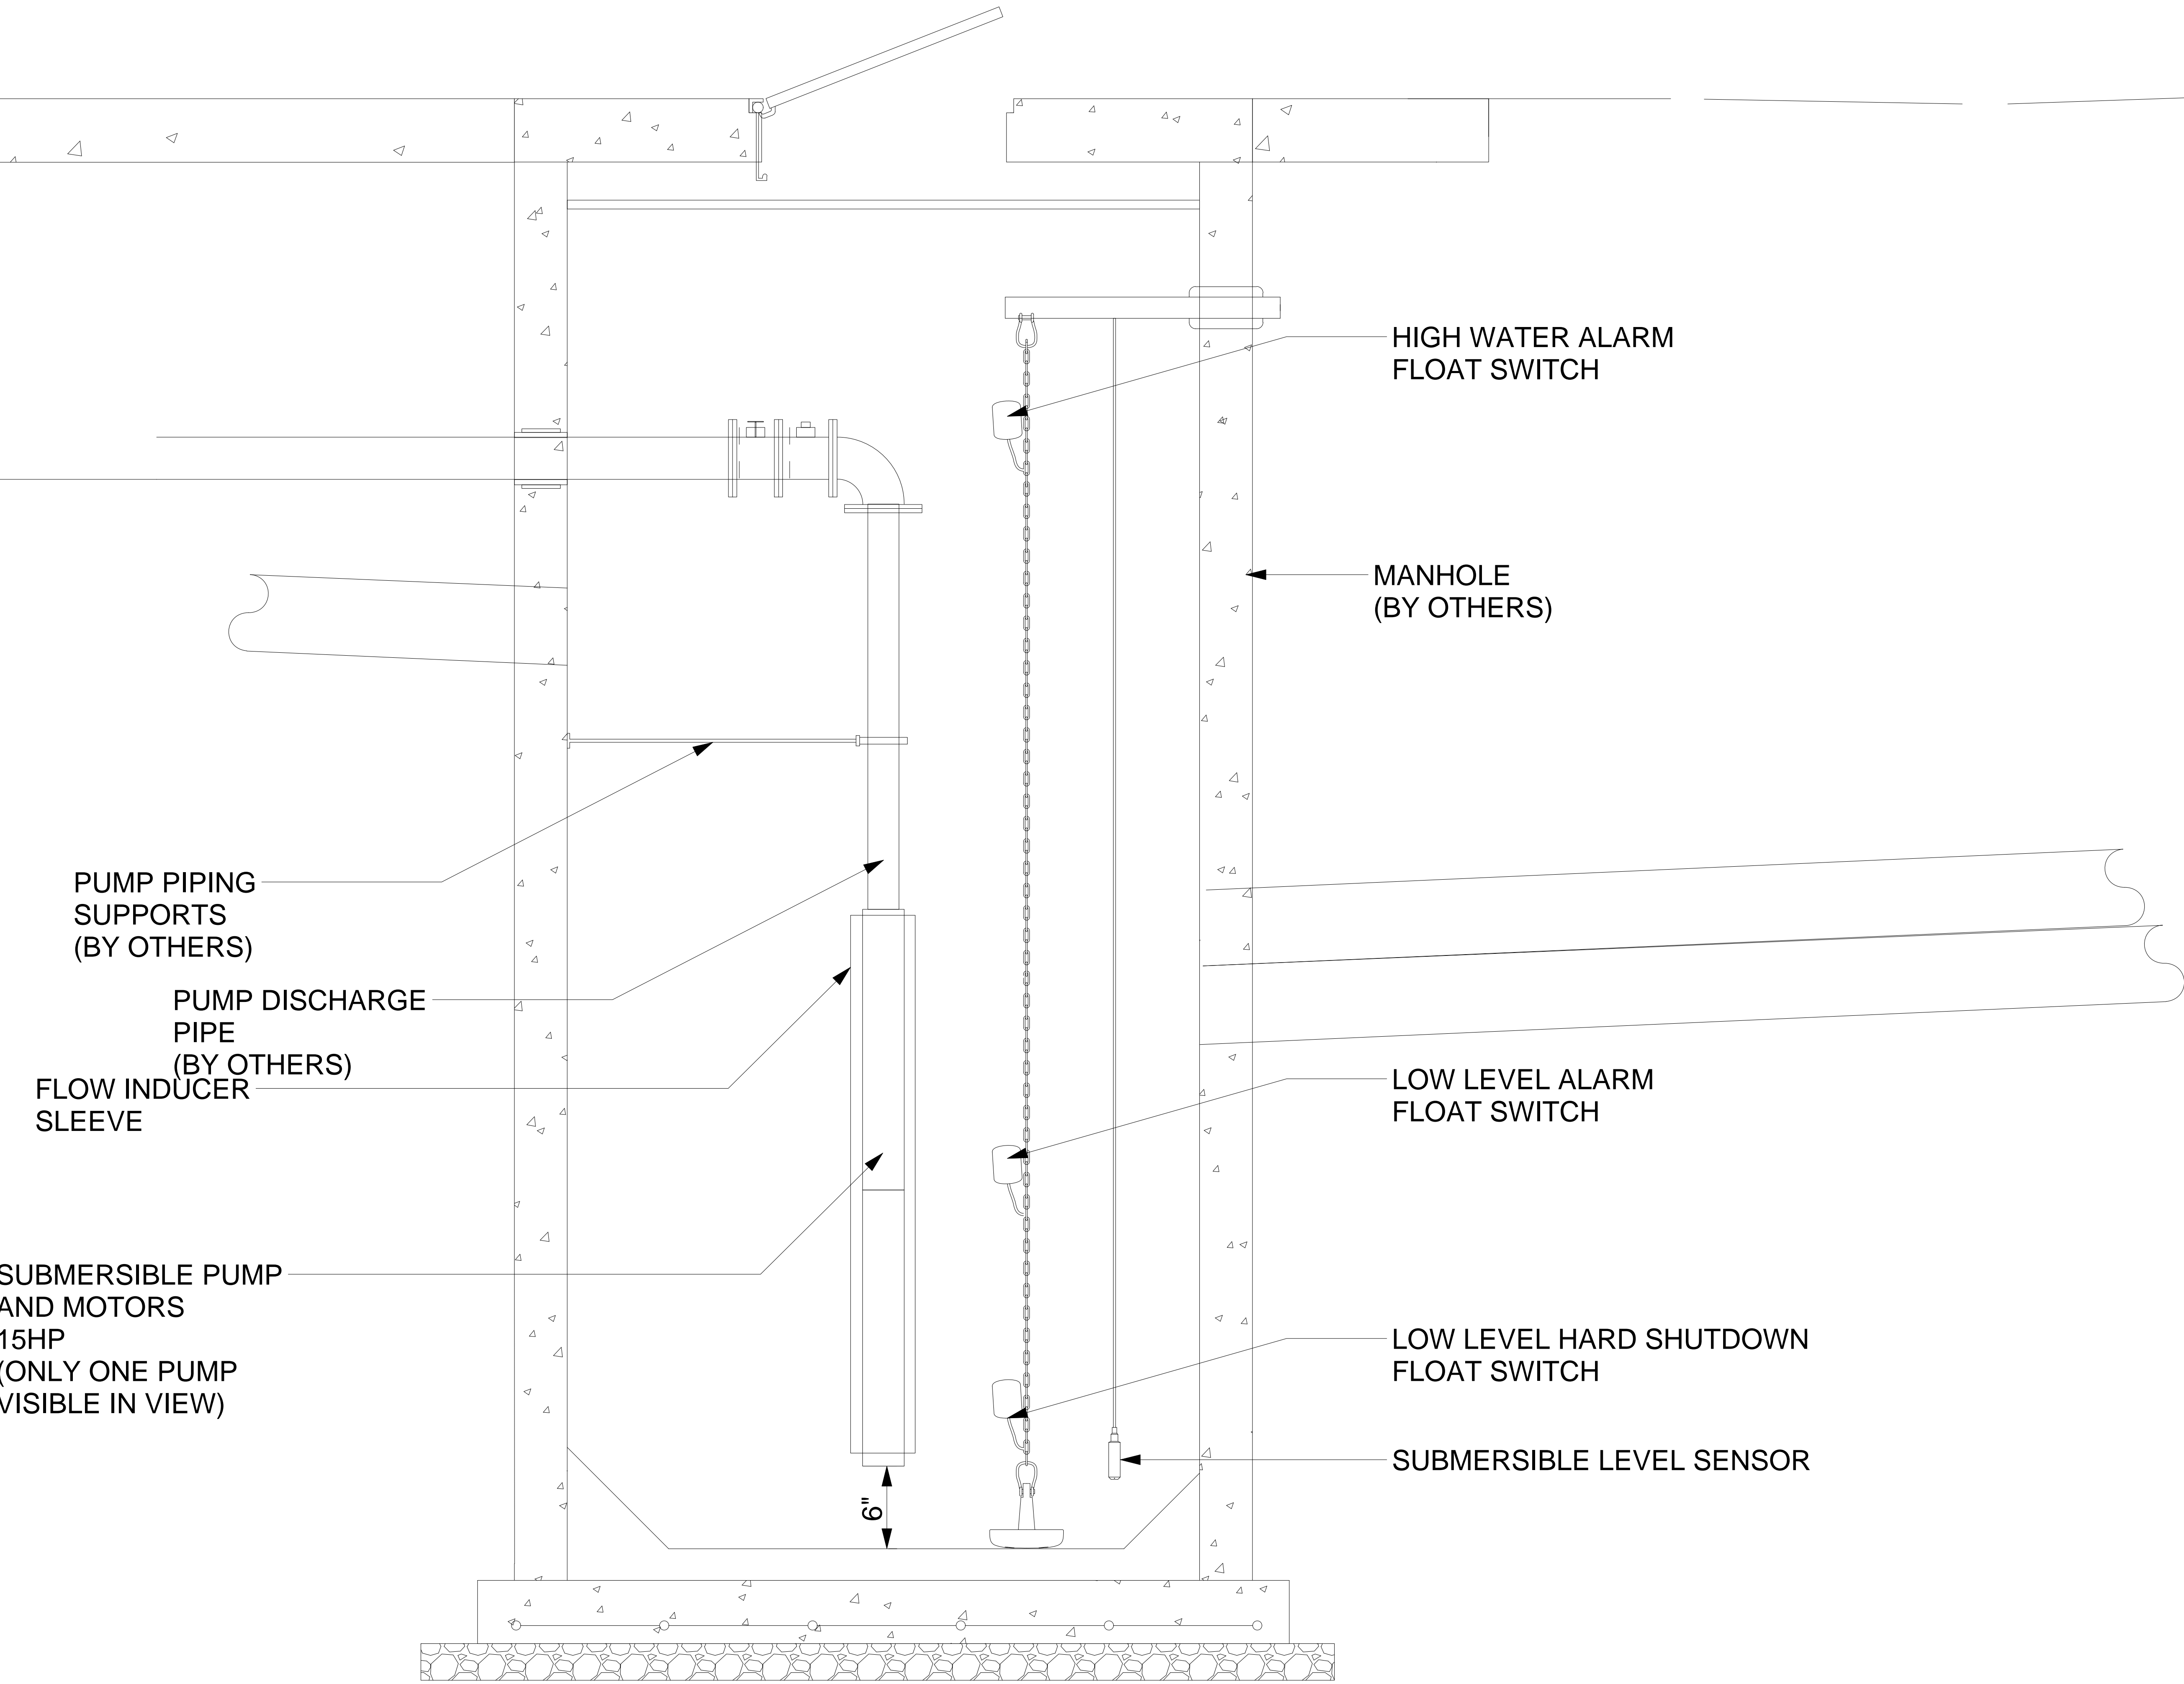 HIGH WATER ALARM
FLOAT SWITCH
MANHOLE
(BY OTHERS)
PUMP PIPING
SUPPORTS
(BY OTHERS)
PUMP DISCHARGE
PIPE
(BY OTHERS)
FLOW INDUCER
SLEEVE
LOW LEVEL ALARM
FLOAT SWITCH
SUBMERSIBLE PUMP
AND MOTORS
15HP
(ONLY ONE PUMP
VISIBLE IN VIEW)
LOW LEVEL HARD SHUTDOWN
FLOAT SWITCH
SUBMERSIBLE LEVEL SENSOR
6"